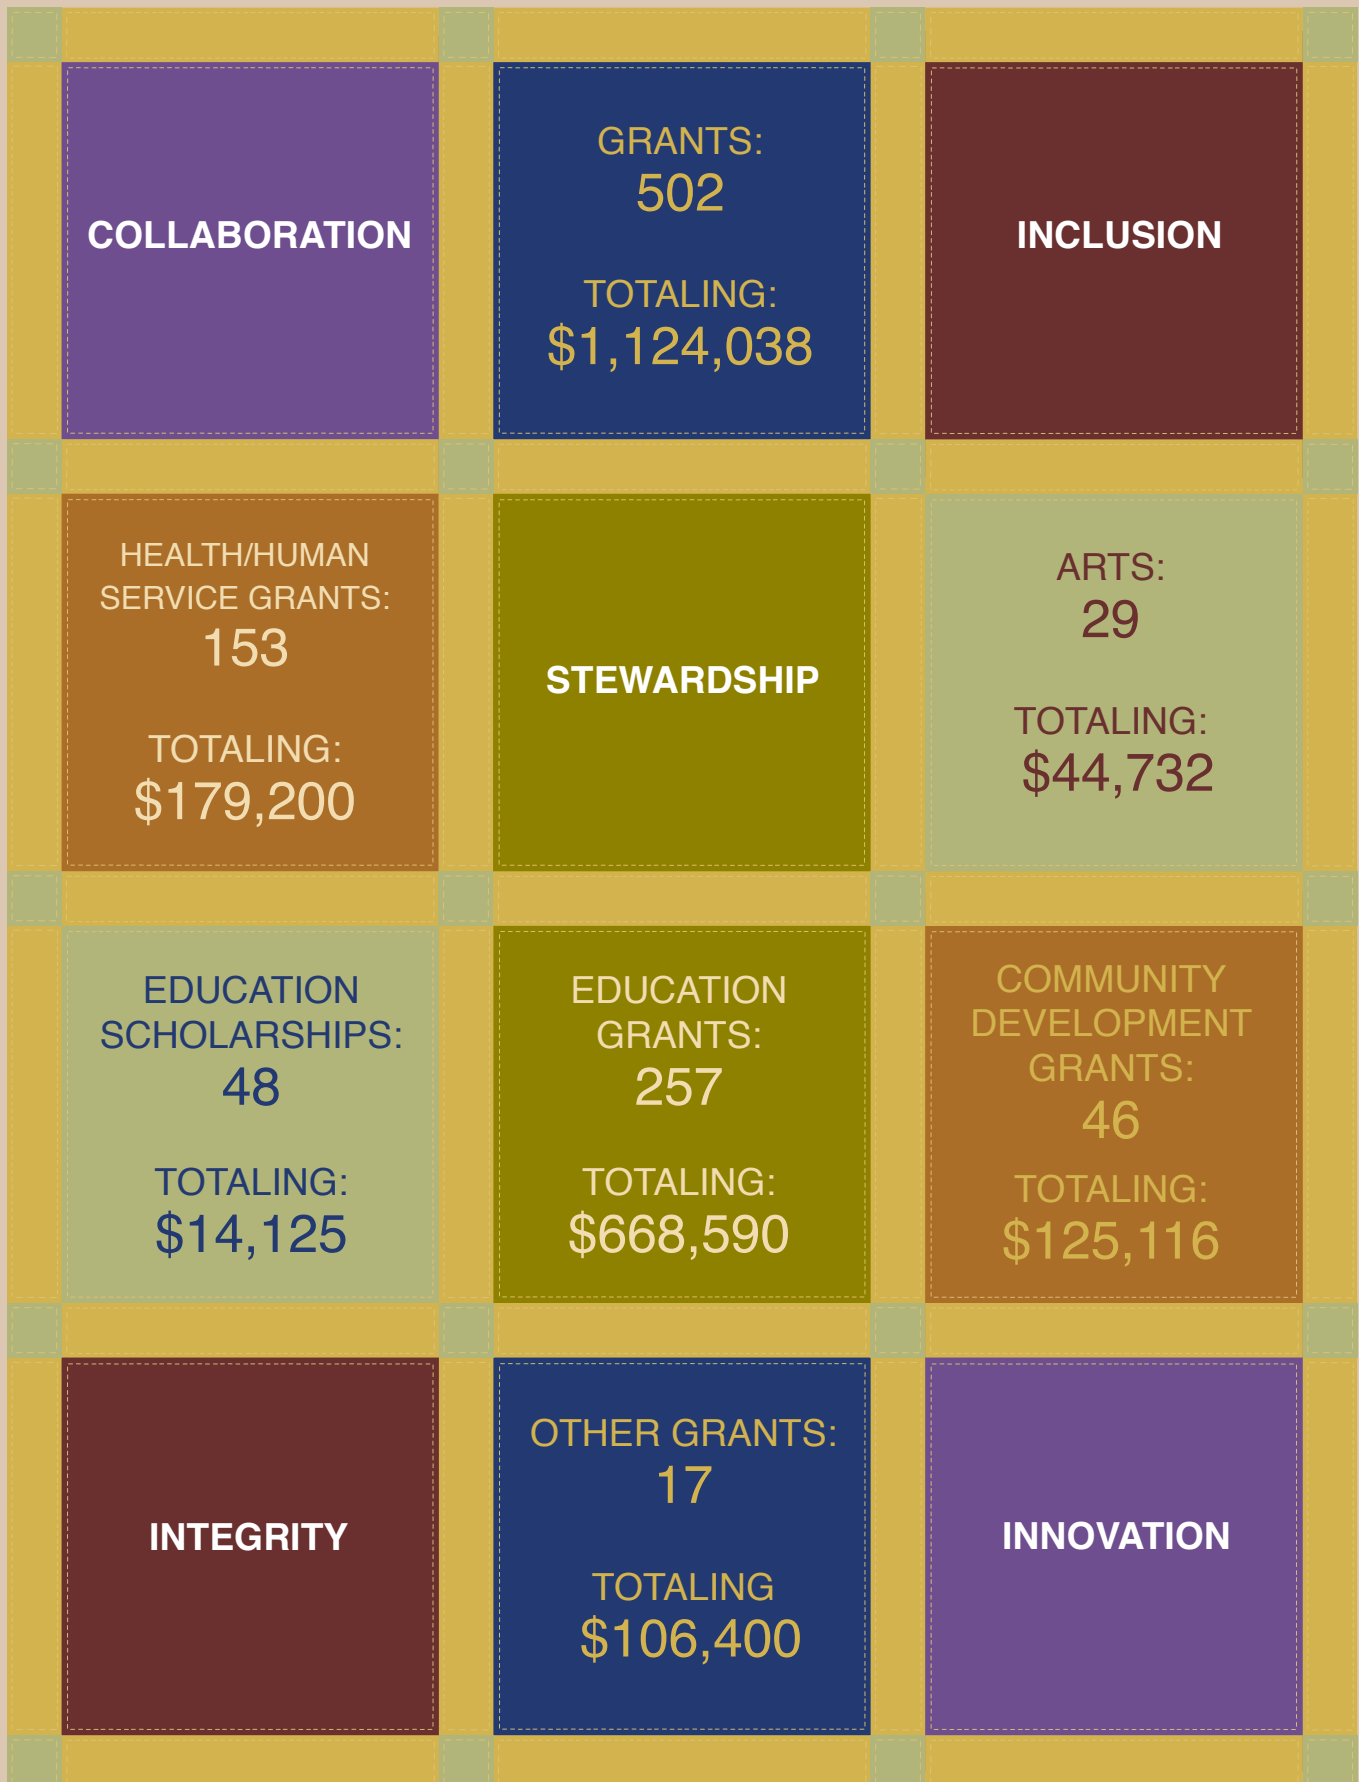 COLLABORATION
GRANTS:
502
TOTALING:
$1,124,038
INCLUSION
HEALTH/HUMAN
SERVICE GRANTS:
153
TOTALING:
$179,200
STEWARDSHIP
ARTS:
29
TOTALING:
$44,732
EDUCATION
SCHOLARSHIPS:
48
TOTALING:
$14,125
EDUCATION
GRANTS:
257
TOTALING:
$668,590
COMMUNITY
DEVELOPMENT
GRANTS:
46
TOTALING:
$125,116
INTEGRITY
OTHER GRANTS:
17
TOTALING
$106,400
INNOVATION